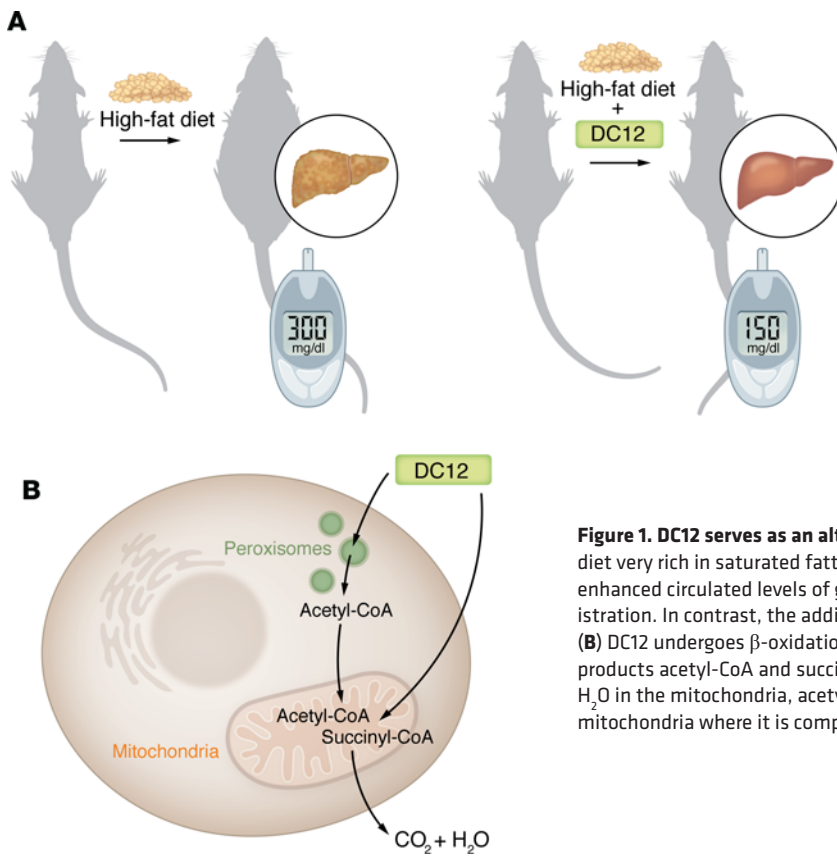 A
High-fat diet
300
mg/dl
High-fat diet
+
DC12
150
mg/dl
B
DC12
Peroxisomes
Acetyl-CoA
Acetyl-CoA
Succinyl-CoA
Mitochondria
CO₂ + H₂O
Figure 1. DC12 serves as an alt
diet very rich in saturated fatt
enhanced circulated levels of g
istration. In contrast, the addi
(B) DC12 undergoes β-oxidation
products acetyl-CoA and succi
H₂O in the mitochondria, acety
mitochondria where it is comp